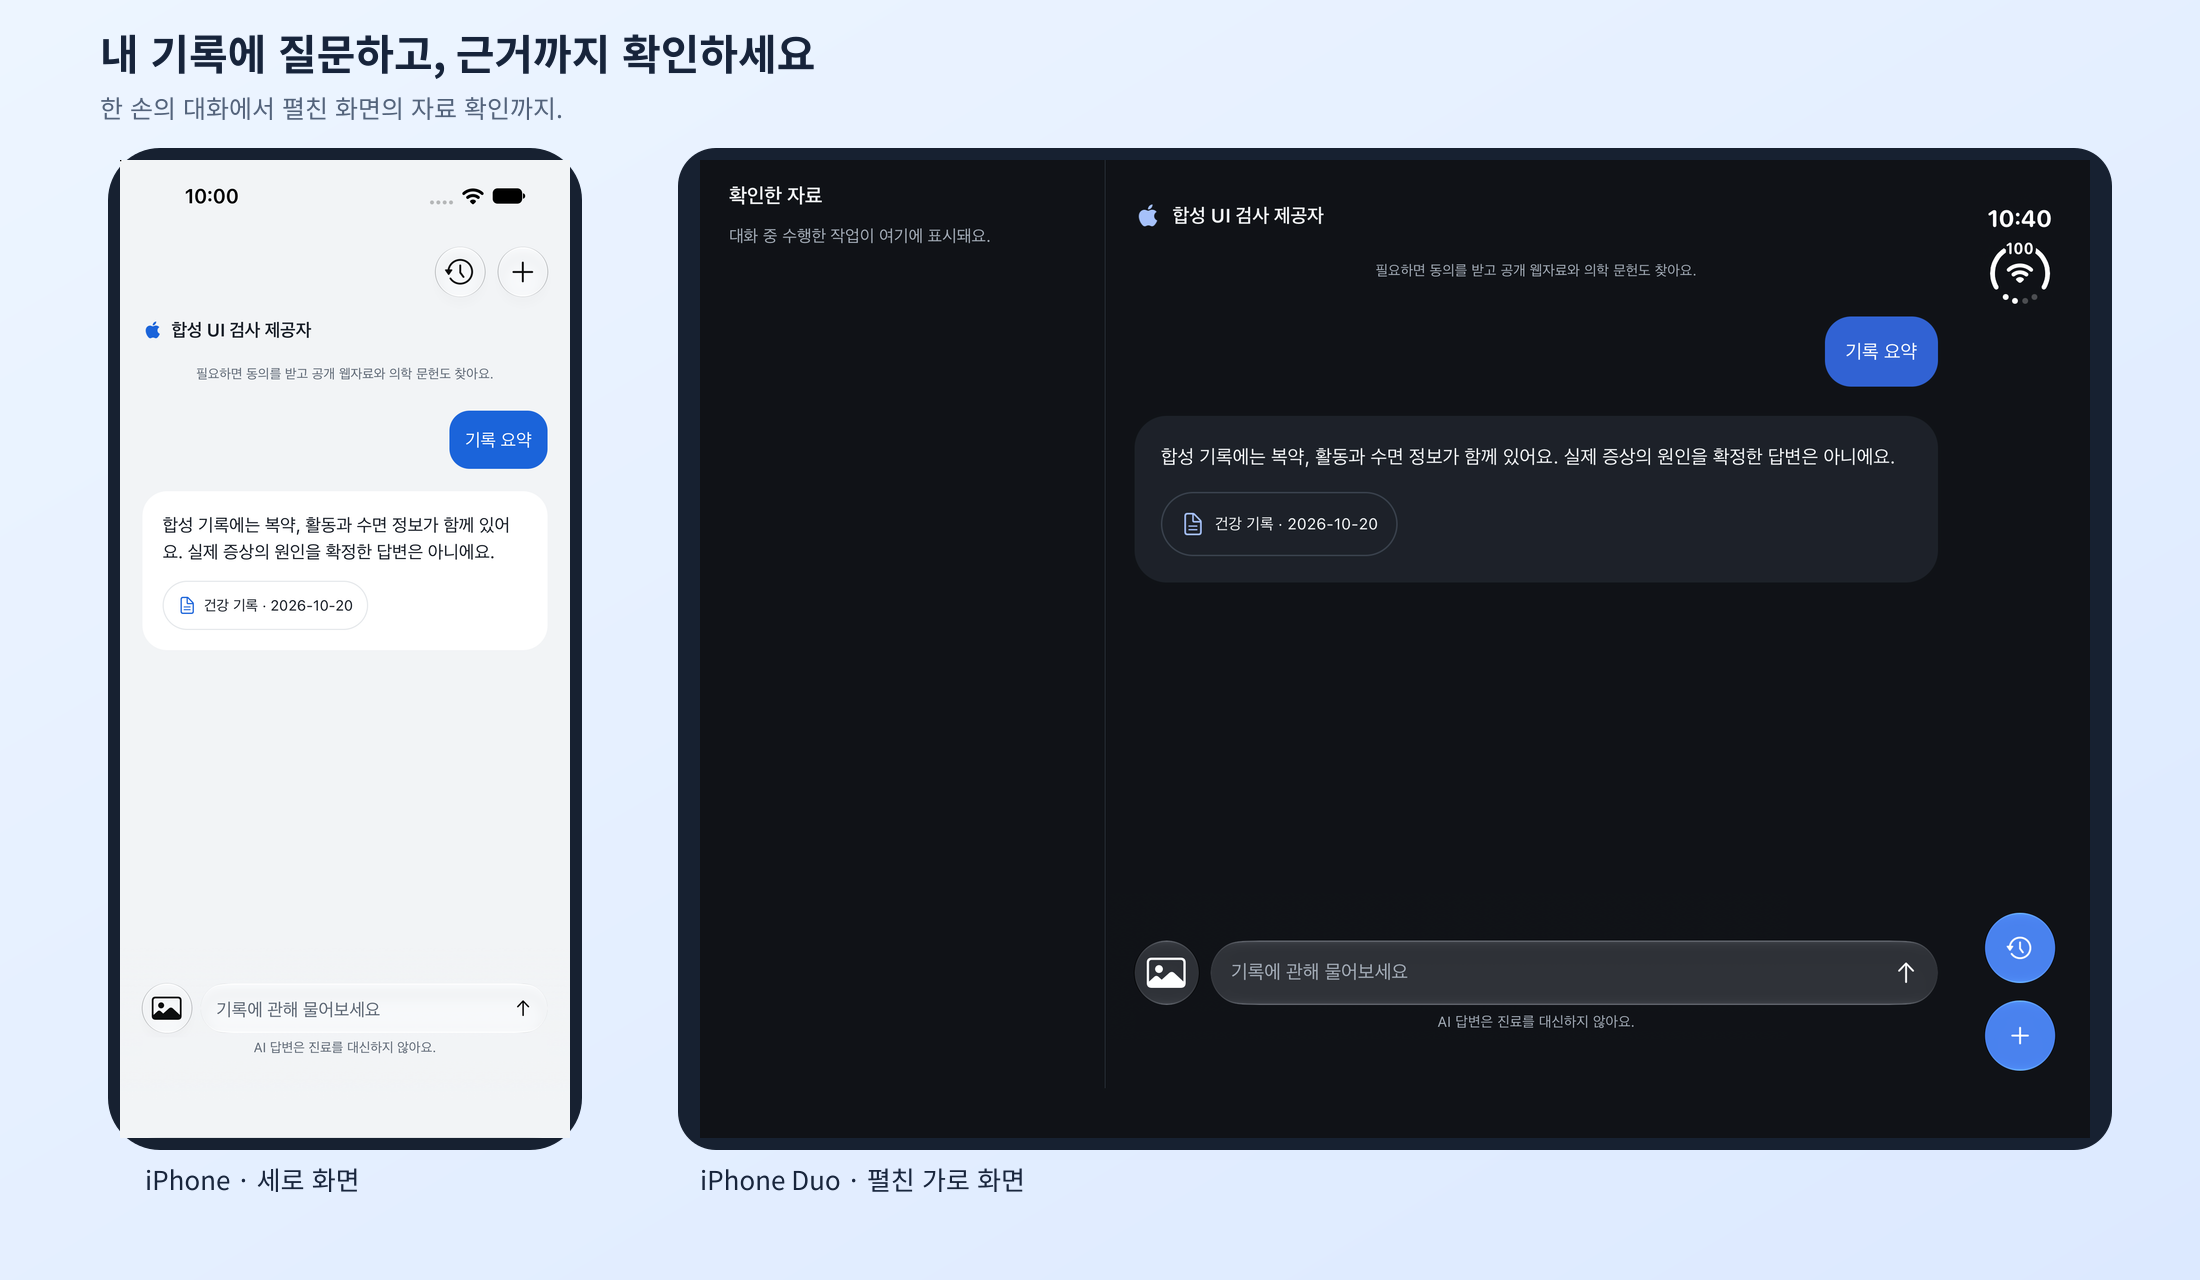 내 기록에 질문하고, 근거까지 확인하세요
한 손의 대화에서 펼친 화면의 자료 확인까지.
10:00
합성 UI 검사 제공자
필요하면 동의를 받고 공개 웹자료와 의학 문헌도 찾아요.
기록 요약
합성 기록에는 복약, 활동과 수면 정보가 함께 있어
요. 실제 증상의 원인을 확정한 답변은 아니에요.
건강 기록 · 2026-10-20
기록에 관해 물어보세요
AI 답변은 진료를 대신하지 않아요.
iPhone · 세로 화면
확인한 자료
대화 중 수행한 작업이 여기에 표시돼요.
합성 UI 검사 제공자
10:40
100
필요하면 동의를 받고 공개 웹자료와 의학 문헌도 찾아요.
기록 요약
합성 기록에는 복약, 활동과 수면 정보가 함께 있어요. 실제 증상의 원인을 확정한 답변은 아니에요.
건강 기록 · 2026-10-20
기록에 관해 물어보세요
AI 답변은 진료를 대신하지 않아요.
iPhone Duo · 펼친 가로 화면